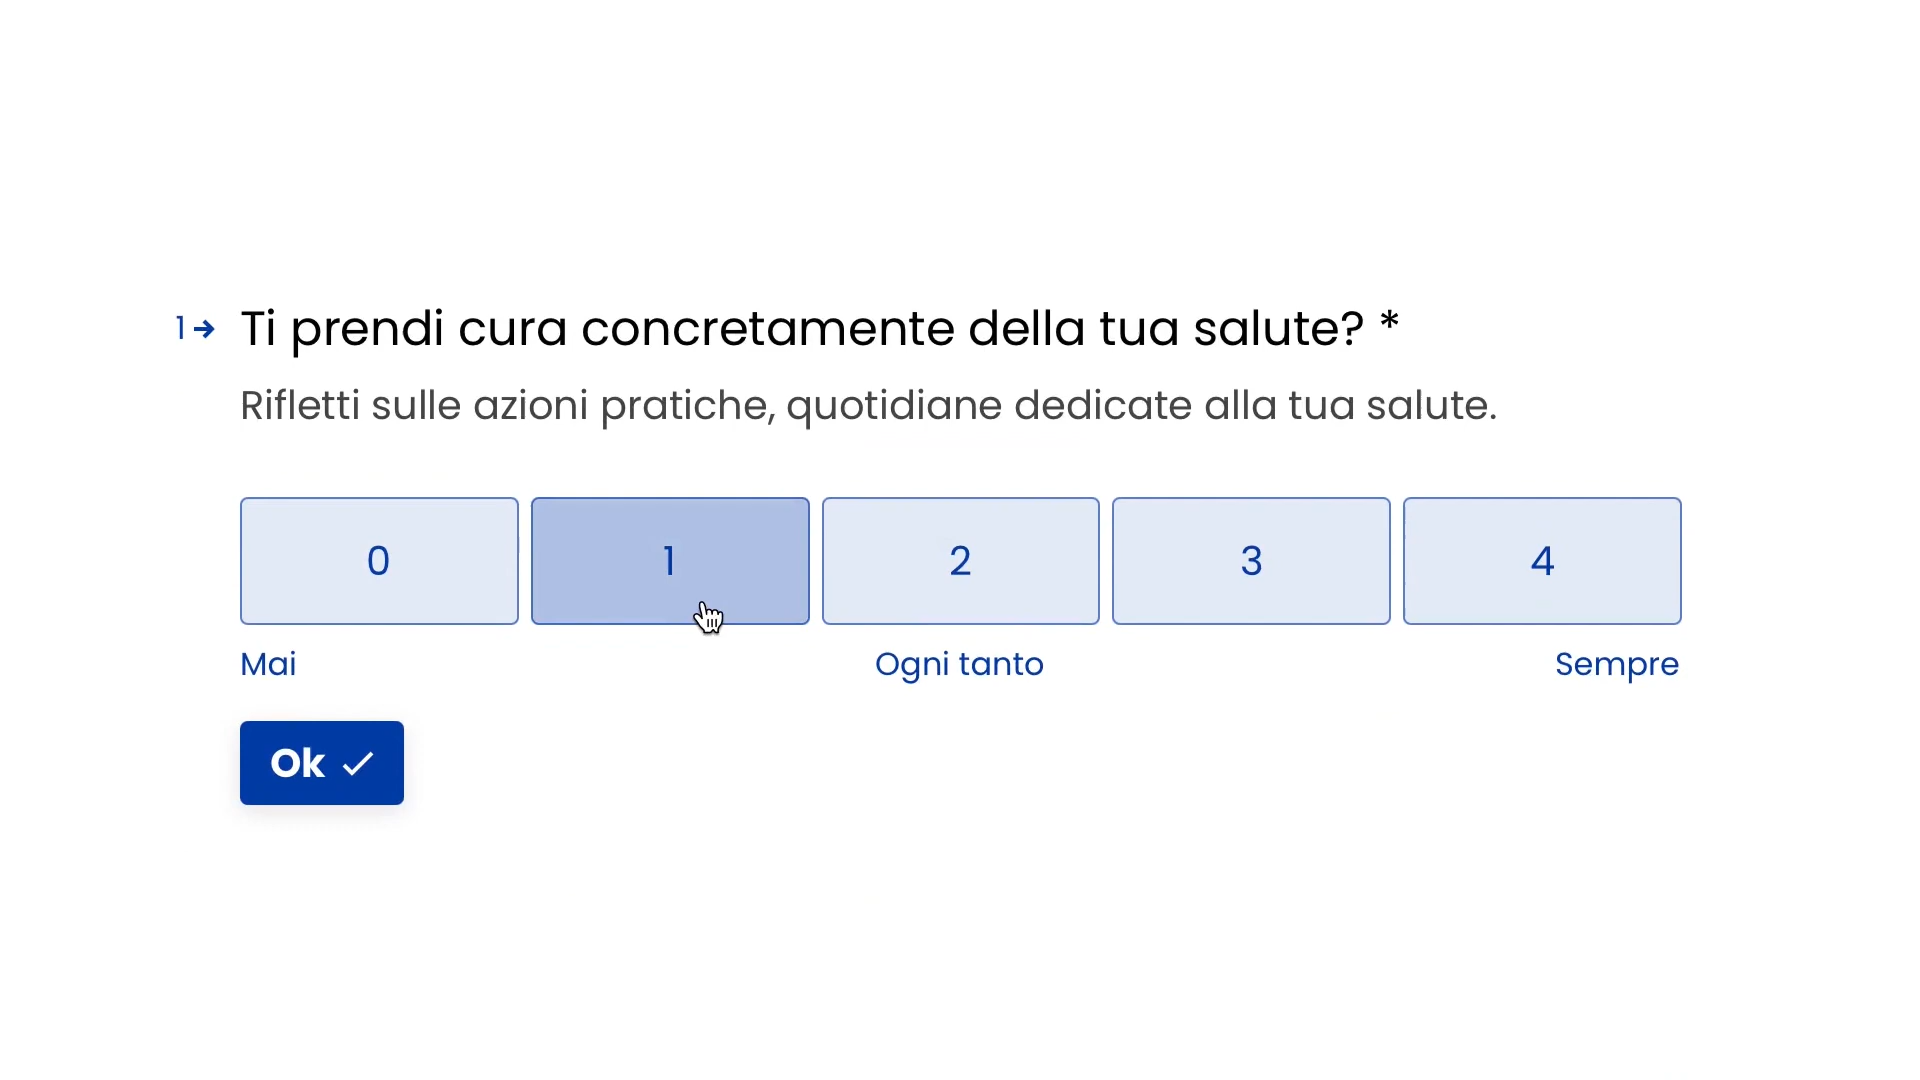 1 → Ti prendi cura concretamente della tua salute? *
Rifletti sulle azioni pratiche, quotidiane dedicate alla tua salute.
0 1 2 3 4
Mai Ogni tanto Sempre
Ok ✓